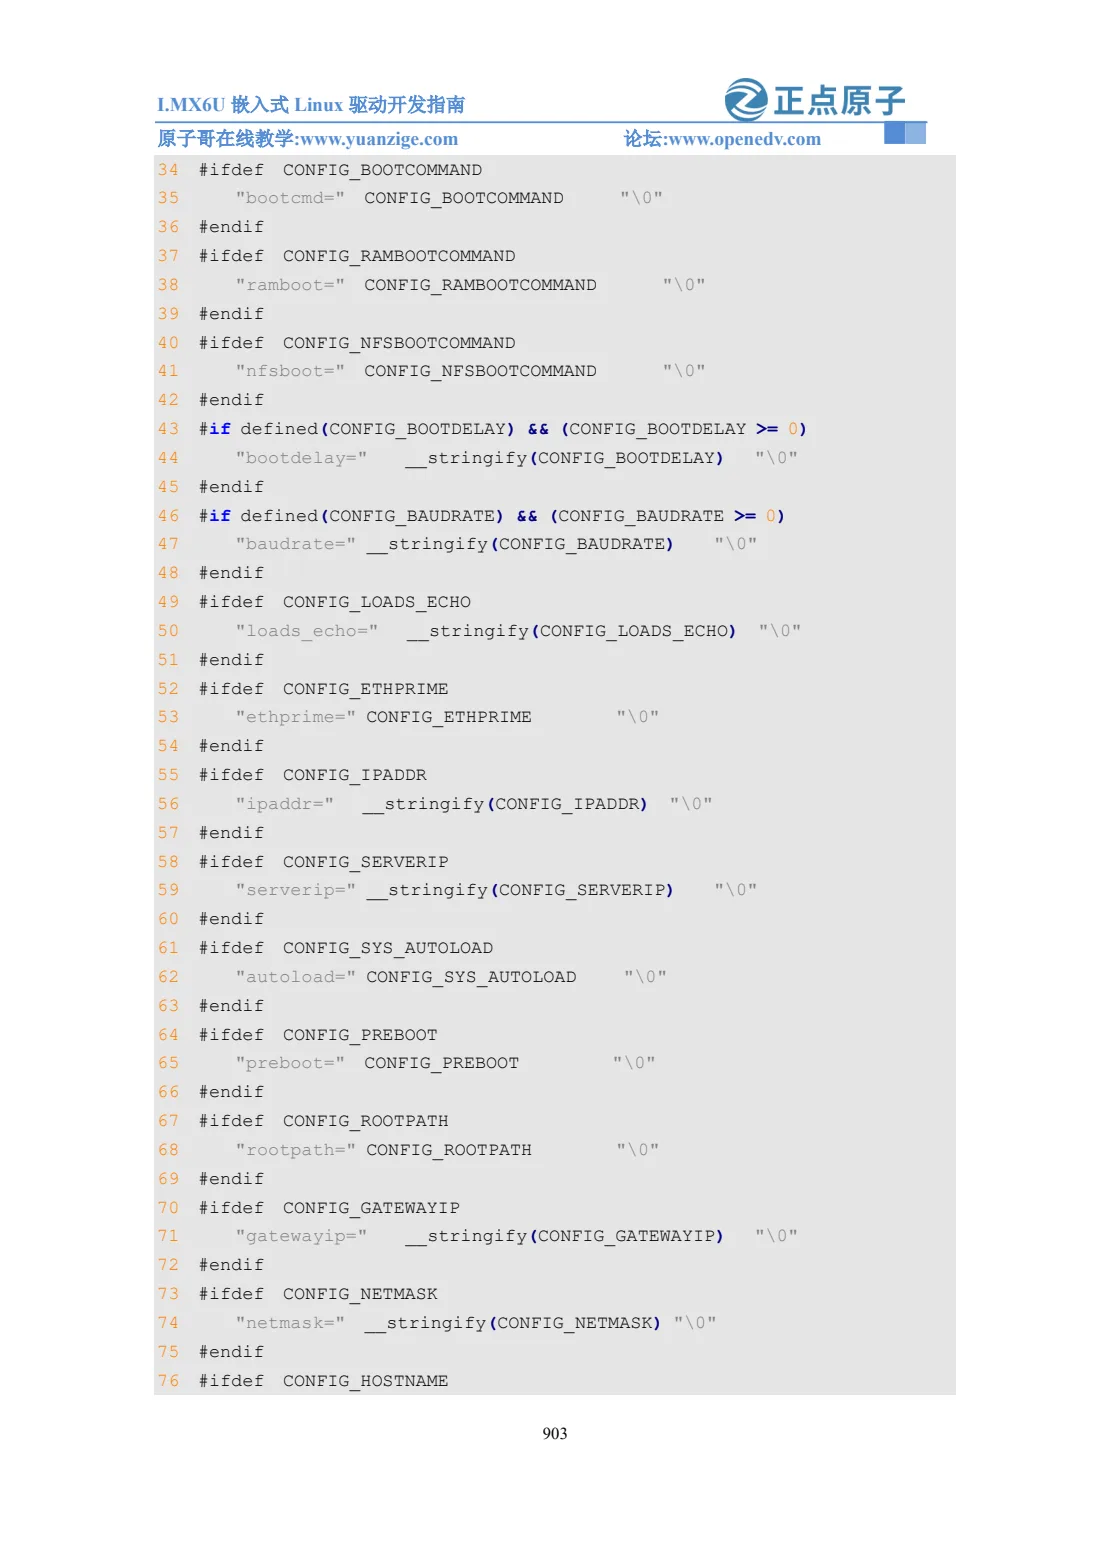 I.MX6U 嵌入式 Linux 驱动开发指南
正点原子
原子哥在线教学:www.yuanzige.com 论坛:www.openedv.com
34 #ifdef CONFIG_BOOTCOMMAND
35 "bootcmd=" CONFIG_BOOTCOMMAND "\0"
36 #endif
37 #ifdef CONFIG_RAMBOOTCOMMAND
38 "ramboot=" CONFIG_RAMBOOTCOMMAND "\0"
39 #endif
40 #ifdef CONFIG_NFSBOOTCOMMAND
41 "nfsboot=" CONFIG_NFSBOOTCOMMAND "\0"
42 #endif
43 #if defined(CONFIG_BOOTDELAY) && (CONFIG_BOOTDELAY >= 0)
44 "bootdelay=" __stringify(CONFIG_BOOTDELAY) "\0"
45 #endif
46 #if defined(CONFIG_BAUDRATE) && (CONFIG_BAUDRATE >= 0)
47 "baudrate=" __stringify(CONFIG_BAUDRATE) "\0"
48 #endif
49 #ifdef CONFIG_LOADS_ECHO
50 "loads_echo=" __stringify(CONFIG_LOADS_ECHO) "\0"
51 #endif
52 #ifdef CONFIG_ETHPRIME
53 "ethprime=" CONFIG_ETHPRIME "\0"
54 #endif
55 #ifdef CONFIG_IPADDR
56 "ipaddr=" __stringify(CONFIG_IPADDR) "\0"
57 #endif
58 #ifdef CONFIG_SERVERIP
59 "serverip=" __stringify(CONFIG_SERVERIP) "\0"
60 #endif
61 #ifdef CONFIG_SYS_AUTOLOAD
62 "autoload=" CONFIG_SYS_AUTOLOAD "\0"
63 #endif
64 #ifdef CONFIG_PREBOOT
65 "preboot=" CONFIG_PREBOOT "\0"
66 #endif
67 #ifdef CONFIG_ROOTPATH
68 "rootpath=" CONFIG_ROOTPATH "\0"
69 #endif
70 #ifdef CONFIG_GATEWAYIP
71 "gatewayip=" __stringify(CONFIG_GATEWAYIP) "\0"
72 #endif
73 #ifdef CONFIG_NETMASK
74 "netmask=" __stringify(CONFIG_NETMASK) "\0"
75 #endif
76 #ifdef CONFIG_HOSTNAME
903